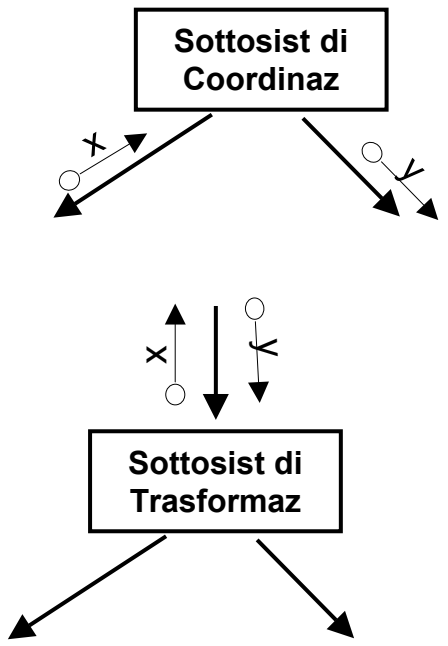 Sottosist di
Coordinaz
x
y
x
y
Sottosist di
Trasformaz